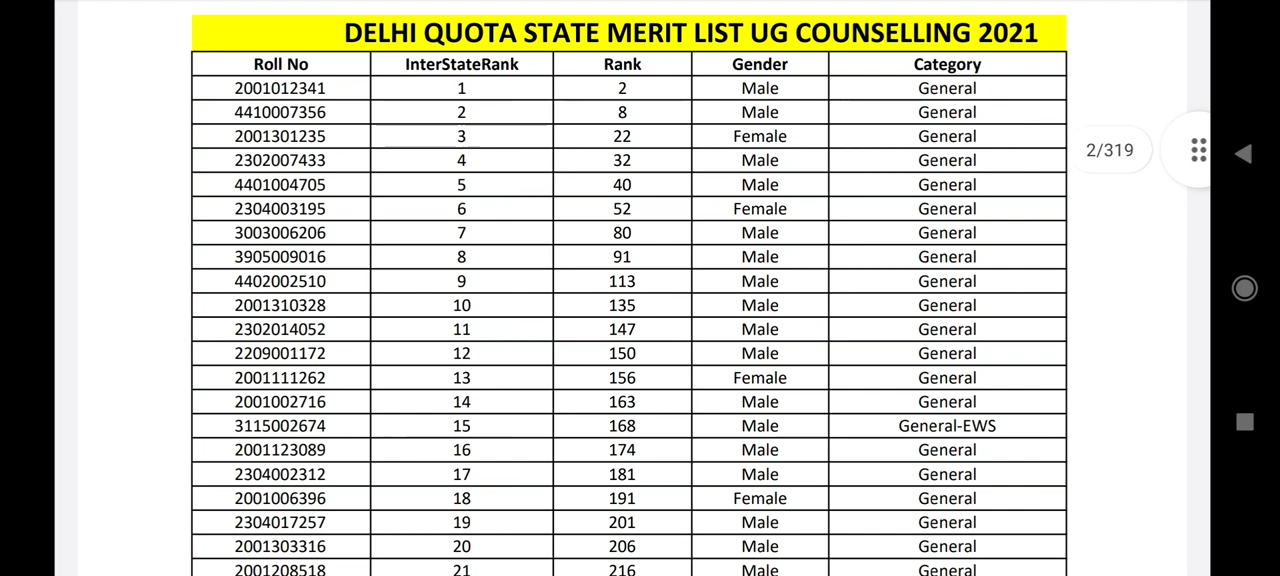 DELHI QUOTA STATE MERIT LIST UG COUNSELLING 2021
Roll No InterStateRank Rank Gender Category
2001012341 1 2 Male General
4410007356 2 8 Male General
2001301235 3 22 Female General
2302007433 4 32 Male General
4401004705 5 40 Male General
2304003195 6 52 Female General
3003006206 7 80 Male General
3905009016 8 91 Male General
4402002510 9 113 Male General
2001310328 10 135 Male General
2302014052 11 147 Male General
2209001172 12 150 Male General
2001111262 13 156 Female General
2001002716 14 163 Male General
3115002674 15 168 Male General-EWS
2001123089 16 174 Male General
2304002312 17 181 Male General
2001006396 18 191 Female General
2304017257 19 201 Male General
2001303316 20 206 Male General
2001208518 21 216 Male General
2/319